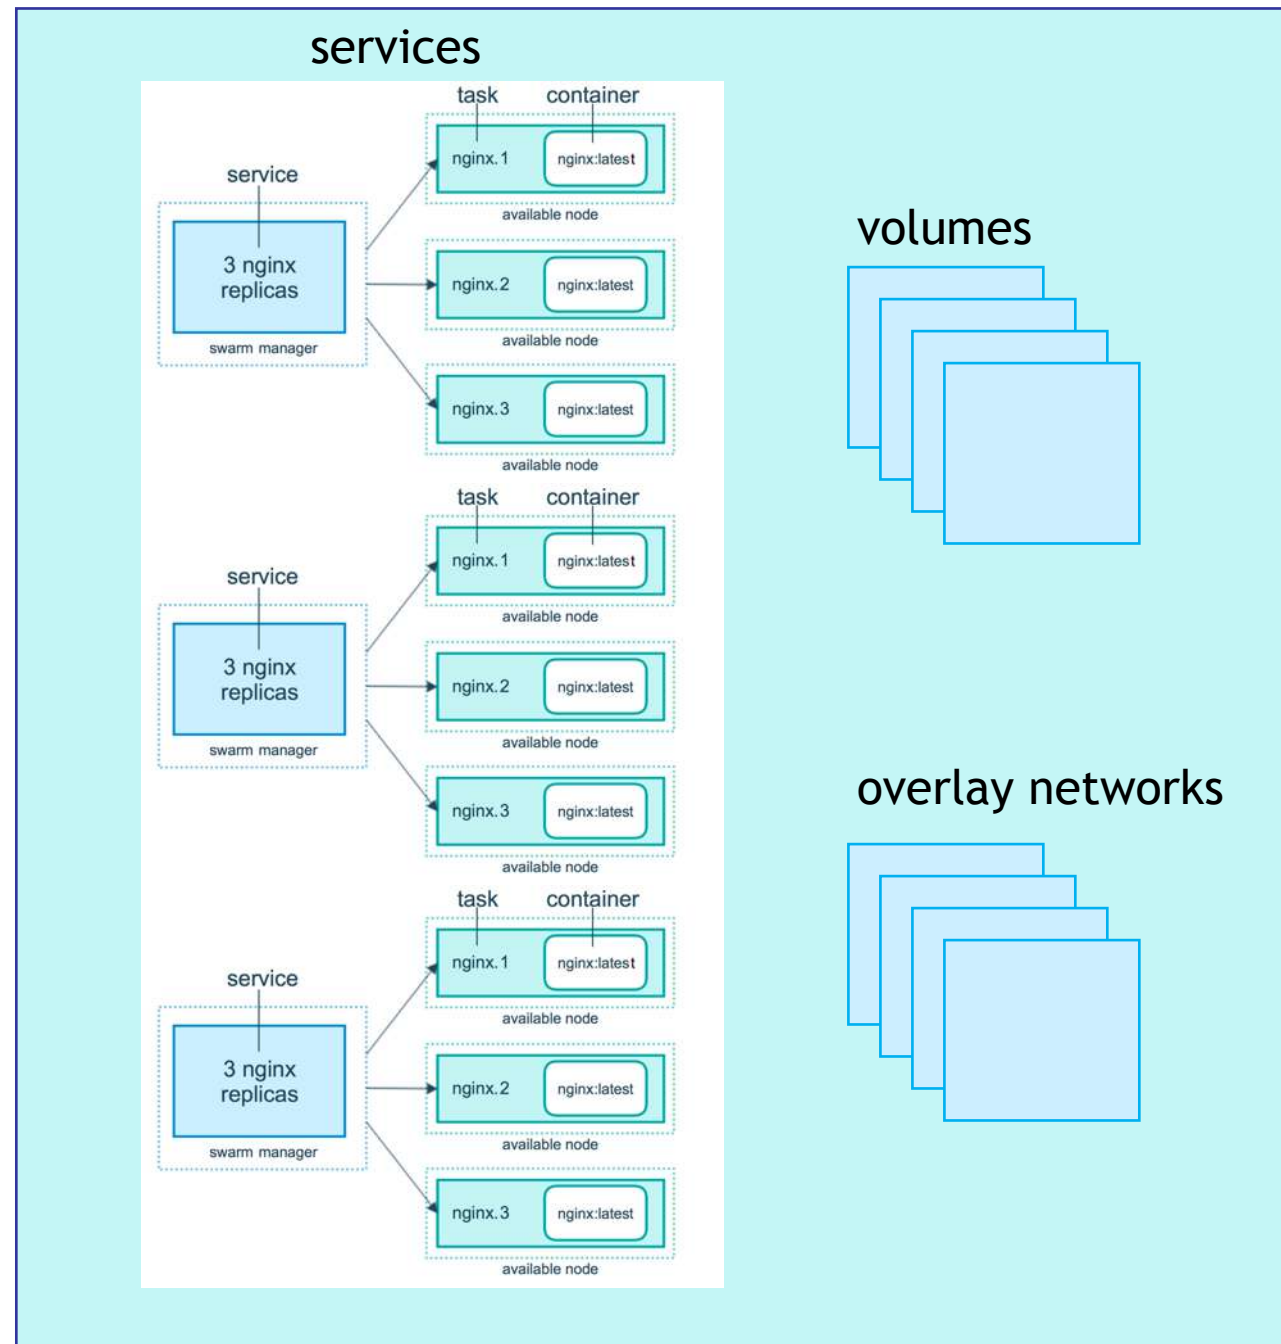 services
task container
nginx.1 nginx:latest
available node
service
3 nginx
replicas
swarm manager
nginx.2 nginx:latest
available node
nginx.3 nginx:latest
available node
task container
nginx.1 nginx:latest
available node
service
3 nginx
replicas
swarm manager
nginx.2 nginx:latest
available node
nginx.3 nginx:latest
available node
task container
nginx.1 nginx:latest
available node
service
3 nginx
replicas
swarm manager
nginx.2 nginx:latest
available node
nginx.3 nginx:latest
available node
volumes
overlay networks